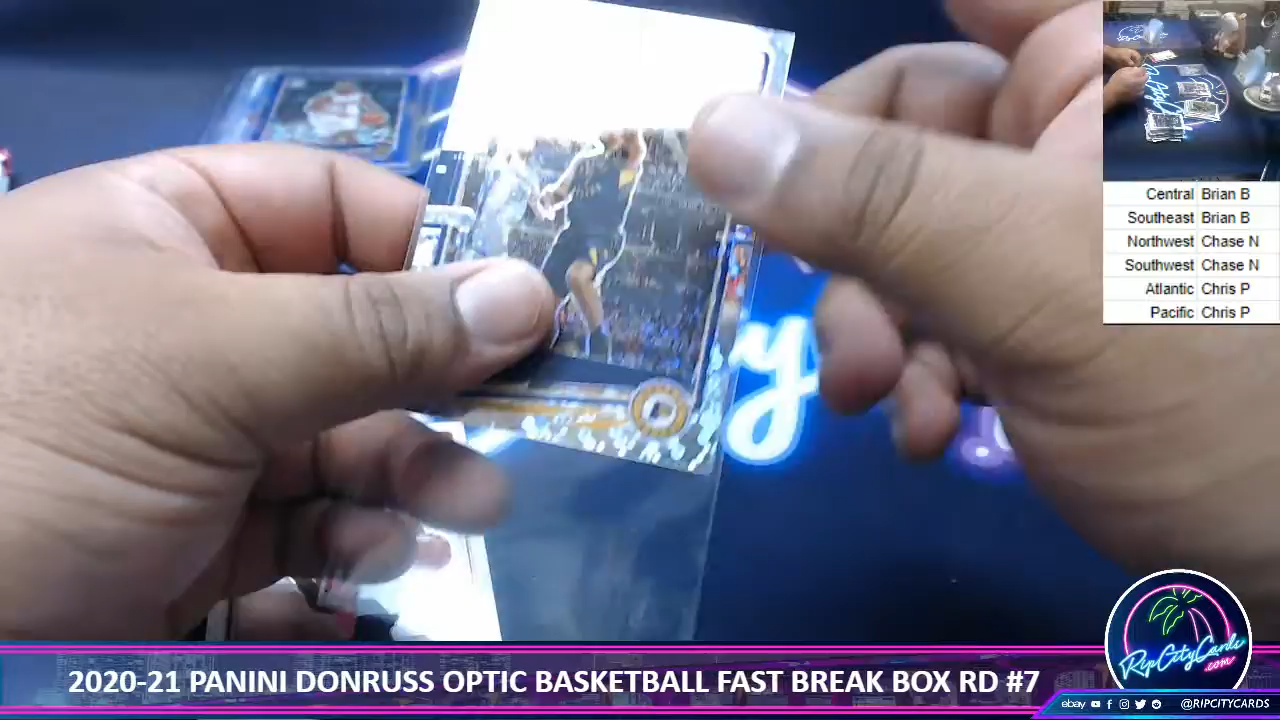 Central Brian B
Southeast Brian B
Northwest Chase N
Southwest Chase N
Atlantic Chris P
Pacific Chris P
y
RipCityCards
.com
2020-21 PANINI DONRUSS OPTIC BASKETBALL FAST BREAK BOX RD #7
ebay @RIPCITYCARDS